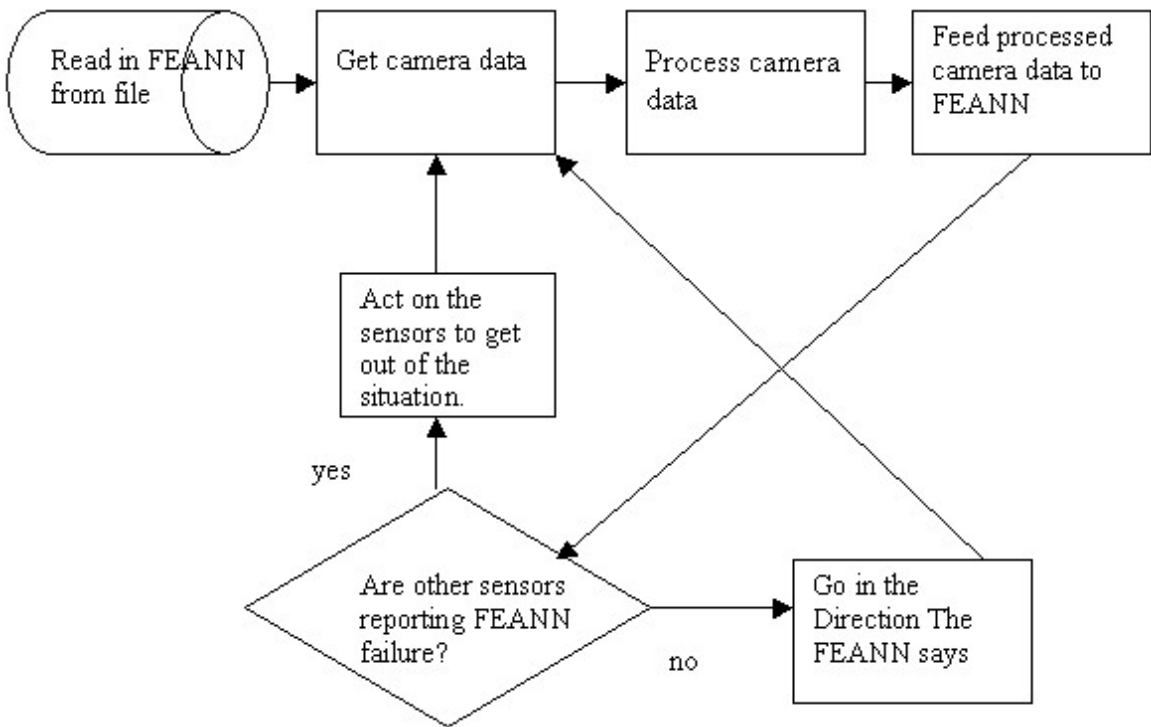 Read in FEANN
from file
Get camera data
Process camera
data
Feed processed
camera data to
FEANN
Act on the
sensors to get
out of the
situation.
yes
Are other sensors
reporting FEANN
failure?
no
Go in the
Direction The
FEANN says